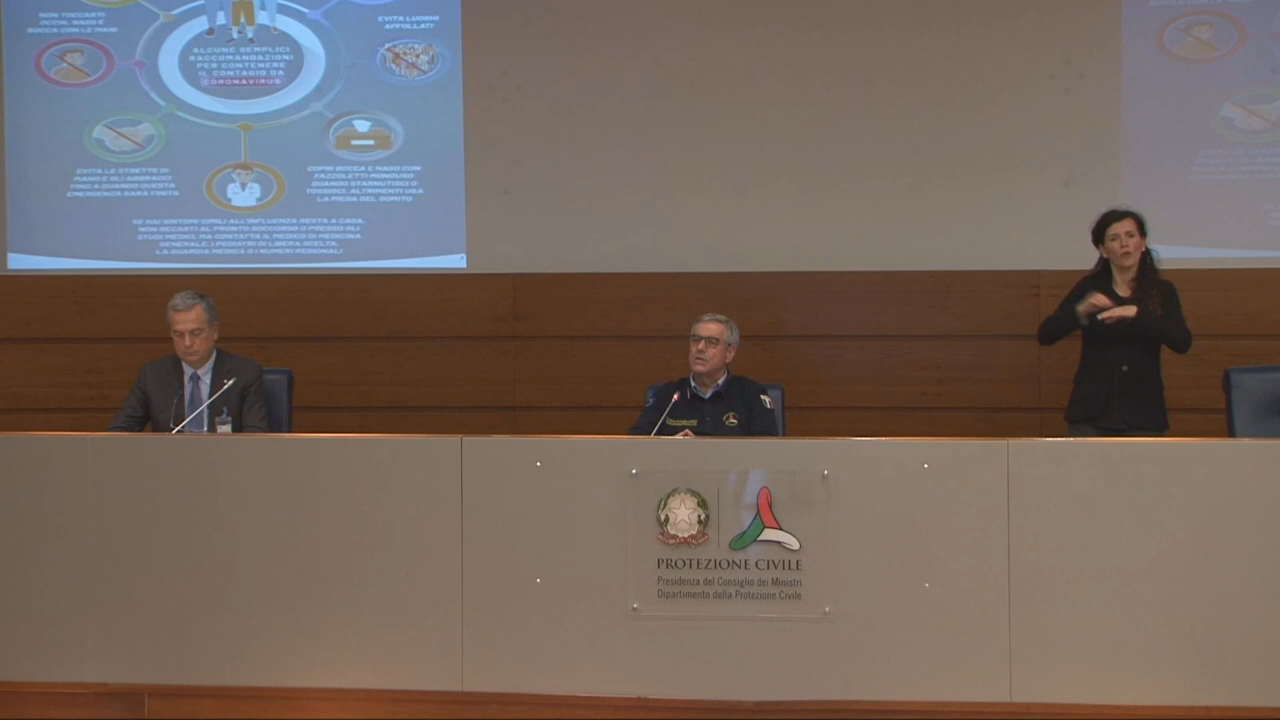 NON TOCCARTI
OCCHI, NASO E
BOCCA CON LE MANI
EVITA LUOGHI
AFFOLLATI
ALCUNE SEMPLICI
RACCOMANDAZIONI
PER CONTENERE
IL CONTAGIO DA
CORONAVIRUS
EVITA LE STRETTE DI
MANO E GLI ABBRACCI
FINO A QUANDO QUESTA
EMERGENZA SARÀ FINITA
COPRI BOCCA E NASO CON
FAZZOLETTI MONOUSO
QUANDO STARNUTISCI O
TOSSISCI, ALTRIMENTI USA
LA PIEGA DEL GOMITO
SE HAI SINTOMI SIMILI ALL'INFLUENZA RESTA A CASA,
NON RECARTI AL PRONTO SOCCORSO O PRESSO GLI
STUDI MEDICI, MA CONTATTA IL MEDICO DI MEDICINA
GENERALE, I PEDIATRI DI LIBERA SCELTA,
LA GUARDIA MEDICA O I NUMERI REGIONALI
PROTEZIONE CIVILE
Presidenza del Consiglio dei Ministri
Dipartimento della Protezione Civile